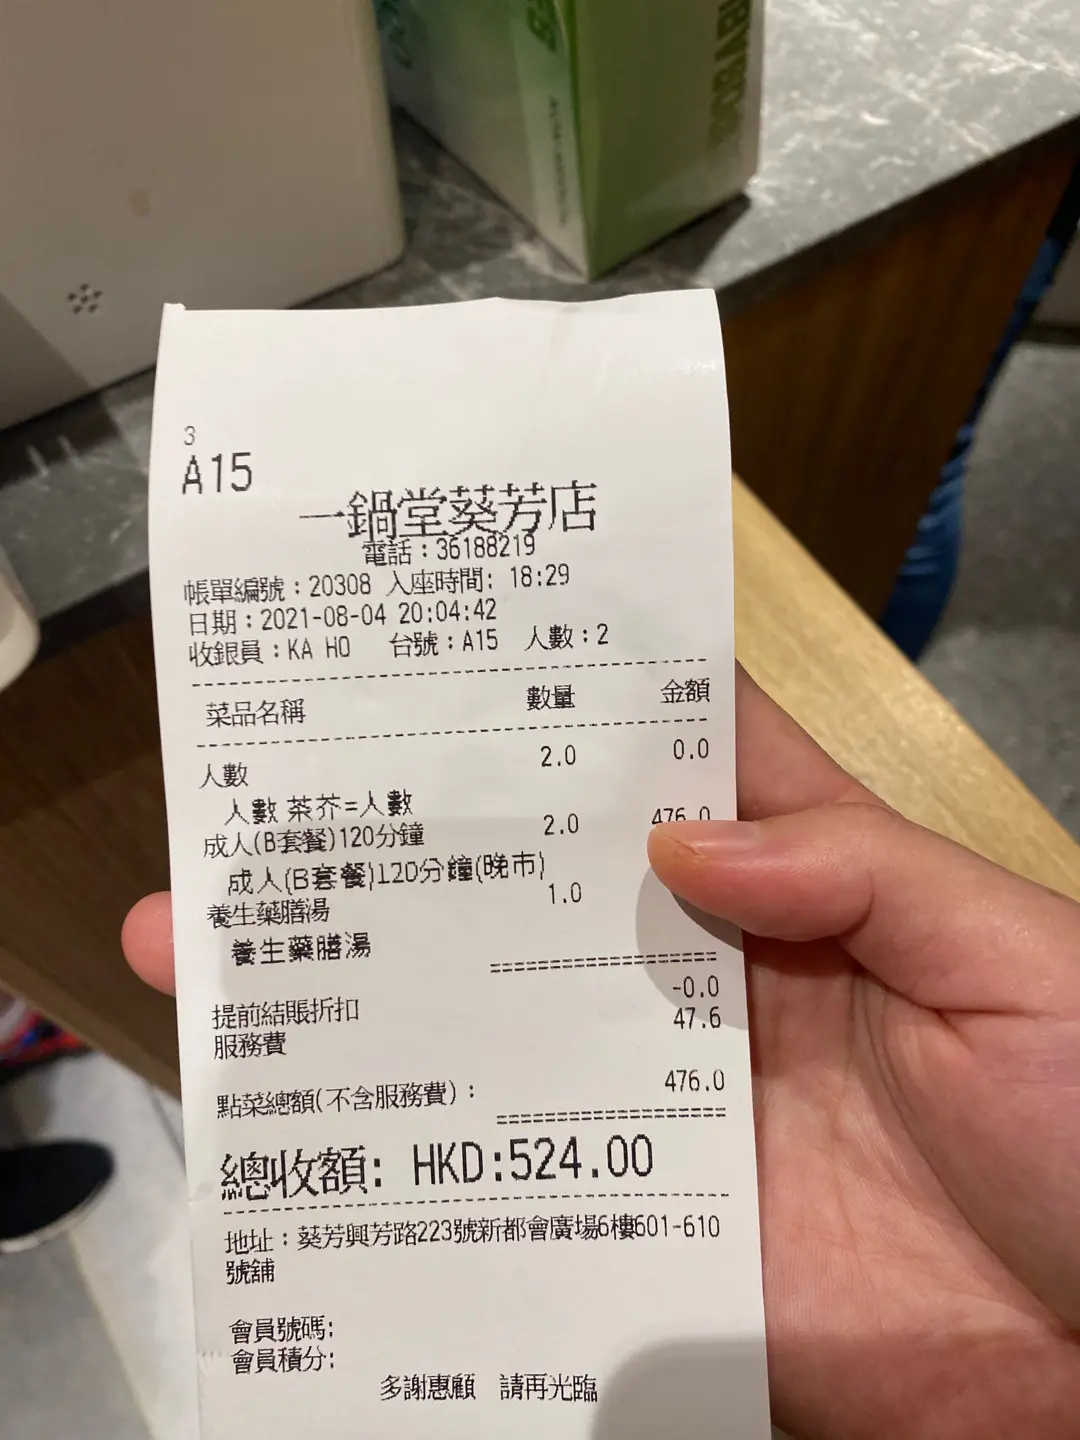 3
A15
一鍋堂葵芳店
電話：36188219
帳單編號：20308 入座時間: 18:29
日期：2021-08-04 20:04:42
收銀員：KA HO 台號：A15 人數：2
菜品名稱 數量 金額
人數 2.0 0.0
人數 茶芥=人數
成人(B套餐)120分鐘 2.0 476.0
成人(B套餐)120分鐘(晚市)
養生藥膳湯 1.0
養生藥膳湯
提前結賬折扣 -0.0
服務費 47.6
點菜總額(不含服務費)： 476.0
總收額: HKD:524.00
地址：葵芳興芳路223號新都會廣場6樓601-610
號舖
會員號碼:
會員積分:
多謝惠顧 請再光臨